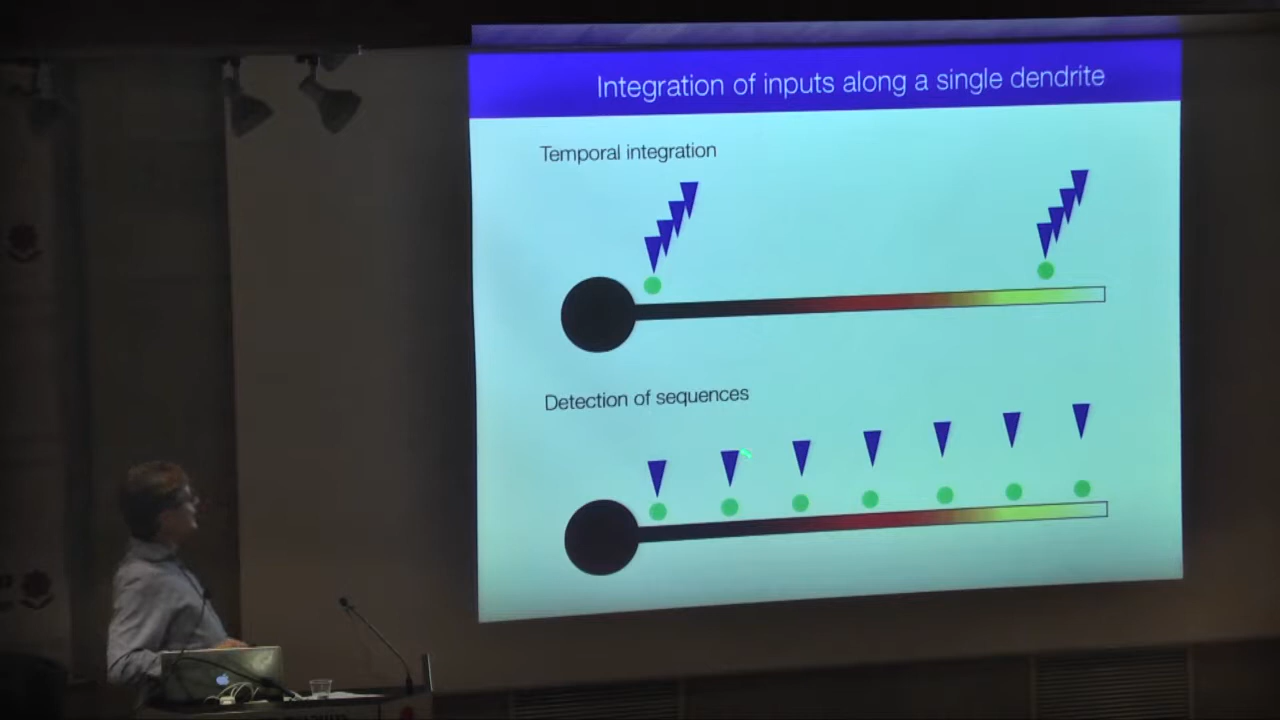 Integration of inputs along a single dendrite
Temporal integration
Detection of sequences